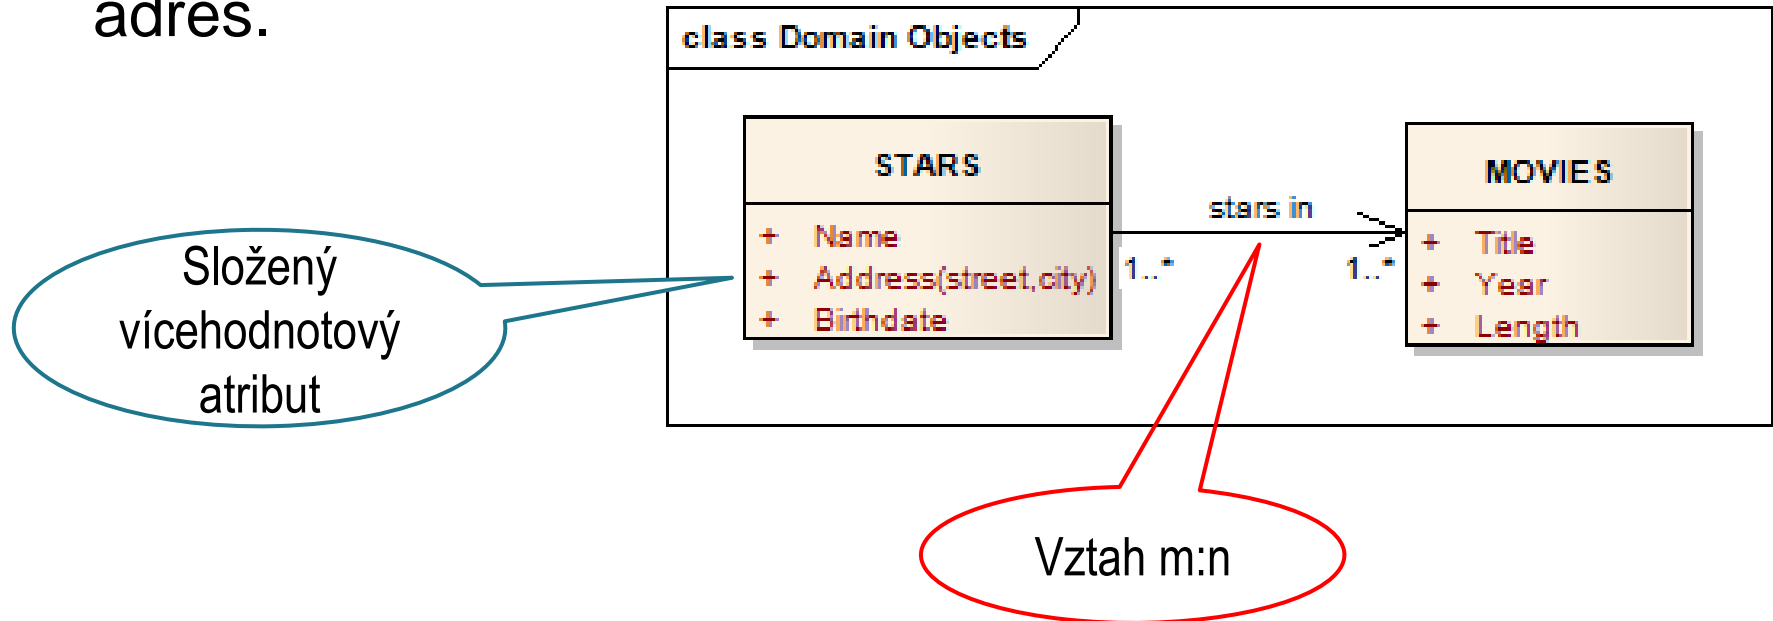 adres.
class Domain Objects
STARS
+ Name
+ Address(street,city)
+ Birthdate
stars in
1..*
1..*
MOVIES
+ Title
+ Year
+ Length
Složený
vícehodnotový
atribut
Vztah m:n